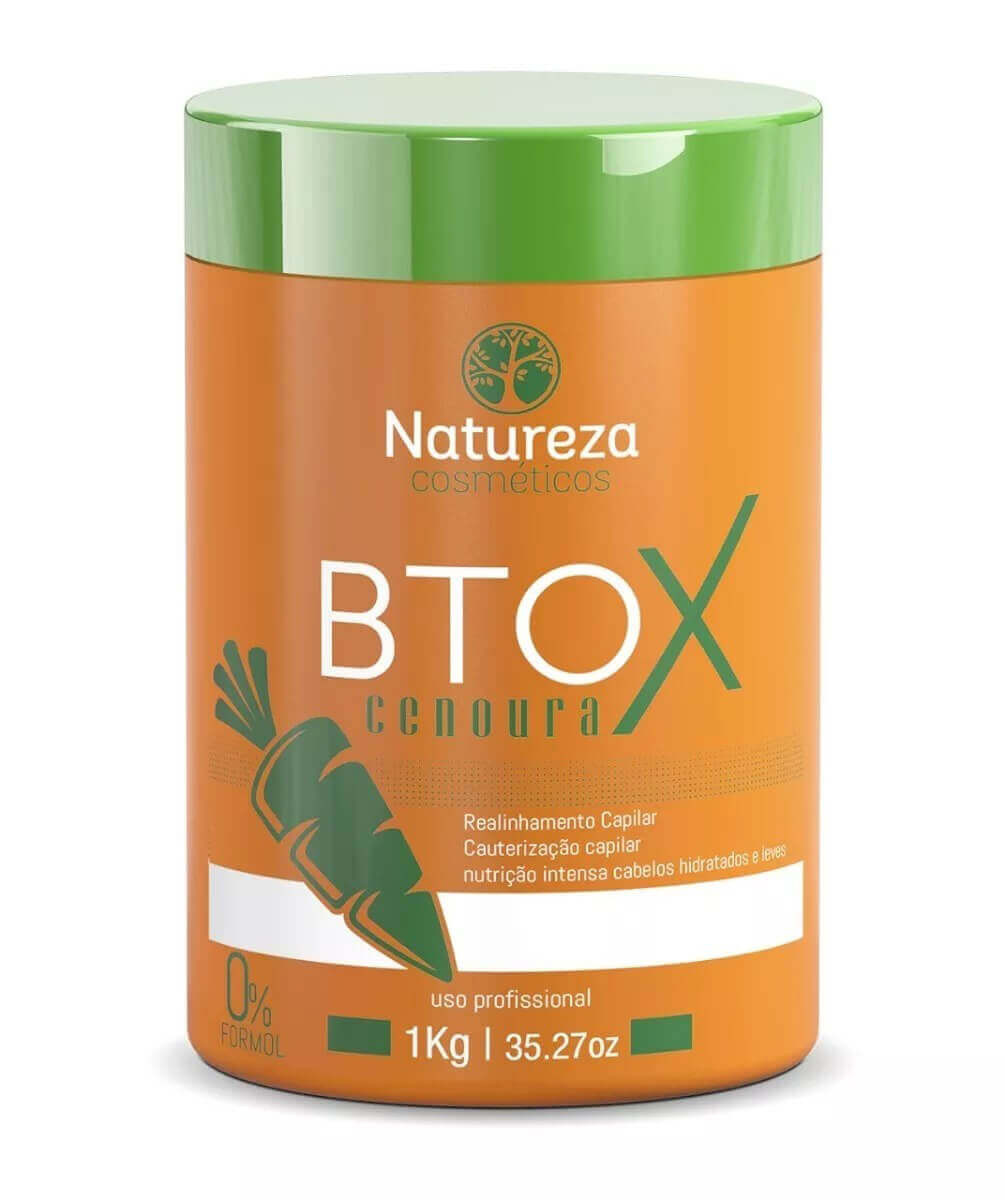 Natureza
cosméticos
BTOX
cenoura
Realinhamento Capilar
Cauterização capilar
nutrição intensa cabelos hidratados e leves
0%
FORMOL
uso profissional
1Kg | 35.27oz